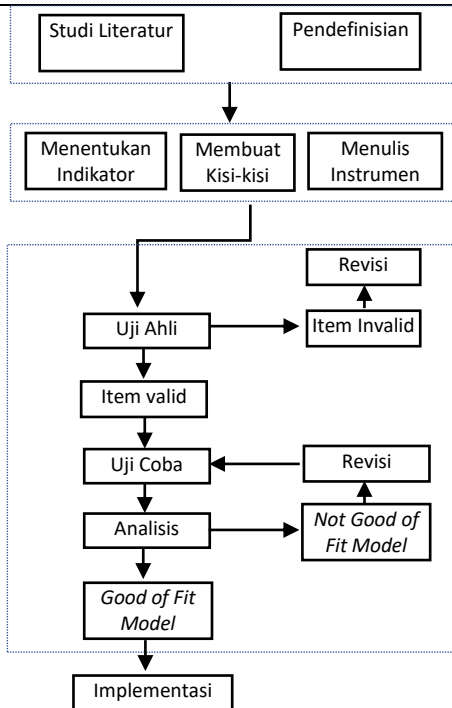 Studi Literatur
Pendefinisian
Menentukan
Indikator
Membuat
Kisi-kisi
Menulis
Instrumen
Revisi
Uji Ahli
Item Invalid
Item valid
Uji Coba
Revisi
Analisis
Not Good of
Fit Model
Good of Fit
Model
Implementasi